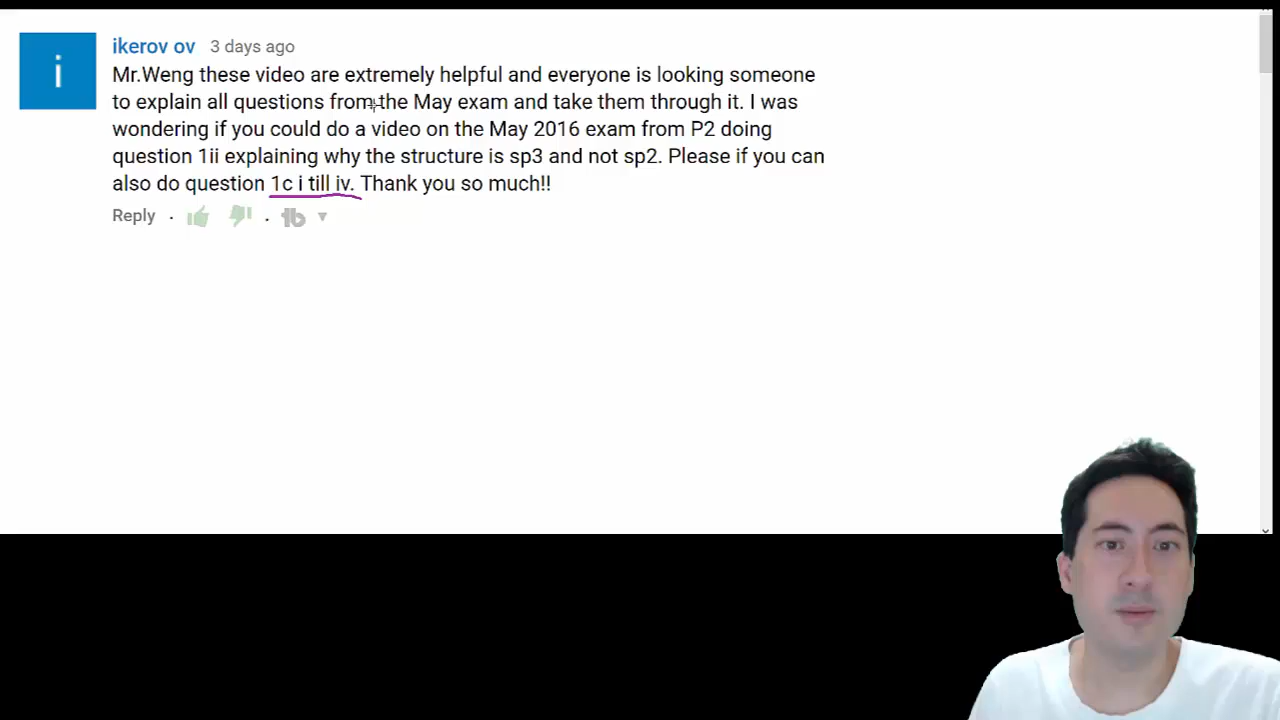 i
ikerov ov 3 days ago
Mr.Weng these video are extremely helpful and everyone is looking someone
to explain all questions from the May exam and take them through it. I was
wondering if you could do a video on the May 2016 exam from P2 doing
question 1ii explaining why the structure is sp3 and not sp2. Please if you can
also do question 1c i till iv. Thank you so much!!
Reply